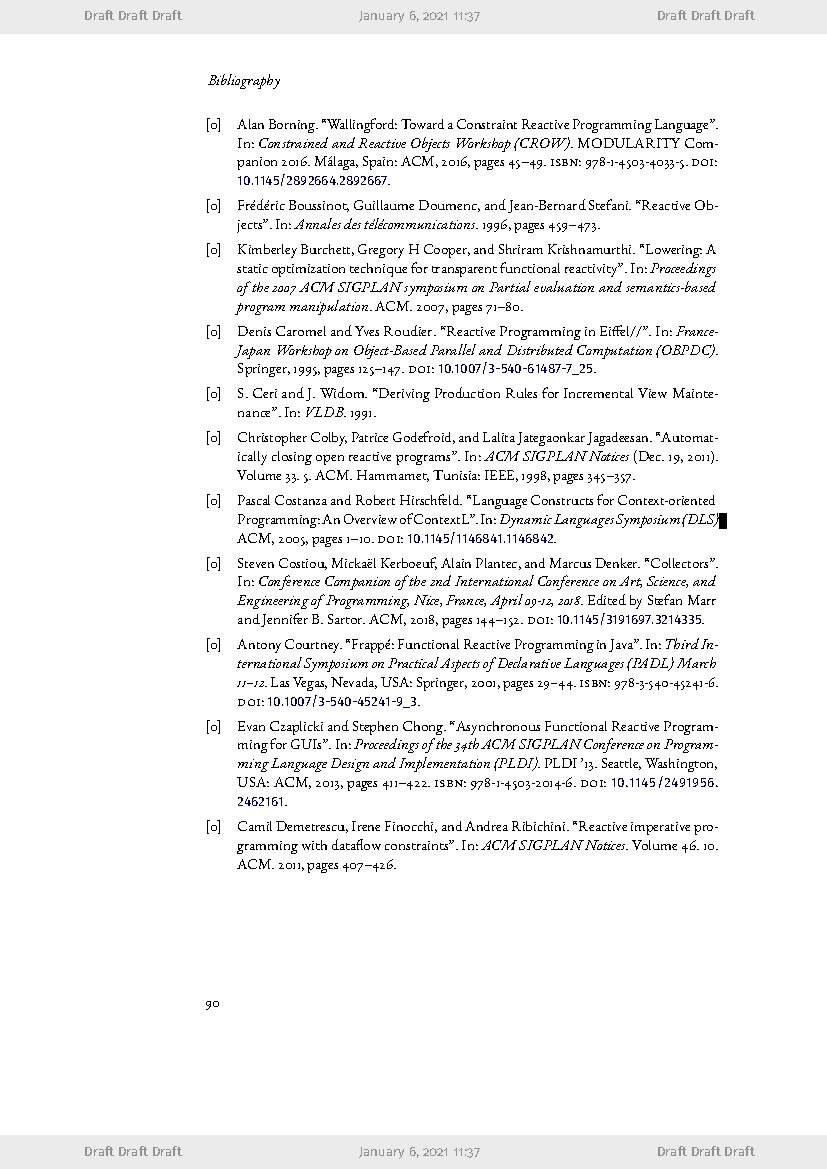 Draft Draft Draft January 6, 2021 11:37 Draft Draft Draft
Bibliography
[0] Alan Borning. “Wallingford: Toward a Constraint Reactive Programming Language”.
In: Constrained and Reactive Objects Workshop (CROW). MODULARITY Com-
panion 2016. Málaga, Spain: ACM, 2016, pages 45–49. ISBN: 978-1-4503-4033-5. DOI:
10.1145/2892664.2892667.
[0] Frédéric Boussinot, Guillaume Doumenc, and Jean-Bernard Stefani. “Reactive Ob-
jects”. In: Annales des télécommunications. 1996, pages 459–473.
[0] Kimberley Burchett, Gregory H Cooper, and Shriram Krishnamurthi. “Lowering: A
static optimization technique for transparent functional reactivity”. In: Proceedings
of the 2007 ACM SIGPLAN symposium on Partial evaluation and semantics-based
program manipulation. ACM. 2007, pages 71–80.
[0] Denis Caromel and Yves Roudier. “Reactive Programming in Eiffel//”. In: France-
Japan Workshop on Object-Based Parallel and Distributed Computation (OBPDC).
Springer, 1995, pages 125–147. DOI: 10.1007/3-540-61487-7_25.
[0] S. Ceri and J. Widom. “Deriving Production Rules for Incremental View Mainte-
nance”. In: VLDB. 1991.
[0] Christopher Colby, Patrice Godefroid, and Lalita Jategaonkar Jagadeesan. “Automat-
ically closing open reactive programs”. In: ACM SIGPLAN Notices (Dec. 19, 2011).
Volume 33. 5. ACM. Hammamet, Tunisia: IEEE, 1998, pages 345–357.
[0] Pascal Costanza and Robert Hirschfeld. “Language Constructs for Context-oriented
Programming: An Overview of ContextL”. In: Dynamic Languages Symposium (DLS)
ACM, 2005, pages 1–10. DOI: 10.1145/1146841.1146842.
[0] Steven Costiou, Mickaël Kerboeuf, Alain Plantec, and Marcus Denker. “Collectors”.
In: Conference Companion of the 2nd International Conference on Art, Science, and
Engineering of Programming, Nice, France, April 09-12, 2018. Edited by Stefan Marr
and Jennifer B. Sartor. ACM, 2018, pages 144–152. DOI: 10.1145/3191697.3214335.
[0] Antony Courtney. “Frappé: Functional Reactive Programming in Java”. In: Third In-
ternational Symposium on Practical Aspects of Declarative Languages (PADL) March
11–12. Las Vegas, Nevada, USA: Springer, 2001, pages 29–44. ISBN: 978-3-540-45241-6.
DOI: 10.1007/3-540-45241-9_3.
[0] Evan Czaplicki and Stephen Chong. “Asynchronous Functional Reactive Program-
ming for GUIs”. In: Proceedings of the 34th ACM SIGPLAN Conference on Program-
ming Language Design and Implementation (PLDI). PLDI ’13. Seattle, Washington,
USA: ACM, 2013, pages 411–422. ISBN: 978-1-4503-2014-6. DOI: 10.1145/2491956.
2462161.
[0] Camil Demetrescu, Irene Finocchi, and Andrea Ribichini. “Reactive imperative pro-
gramming with dataflow constraints”. In: ACM SIGPLAN Notices. Volume 46. 10.
ACM. 2011, pages 407–426.
90
Draft Draft Draft January 6, 2021 11:37 Draft Draft Draft